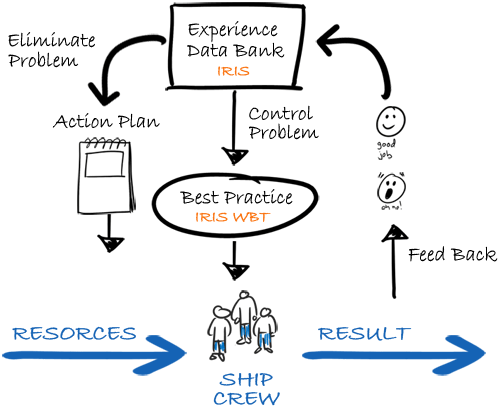 Eliminate
Problem
Experience
Data Bank
IRIS
Action Plan
Control
Problem
good
job
Best Practice
IRIS WBT
oh no!
Feed Back
RESORCES
RESULT
SHIP
CREW